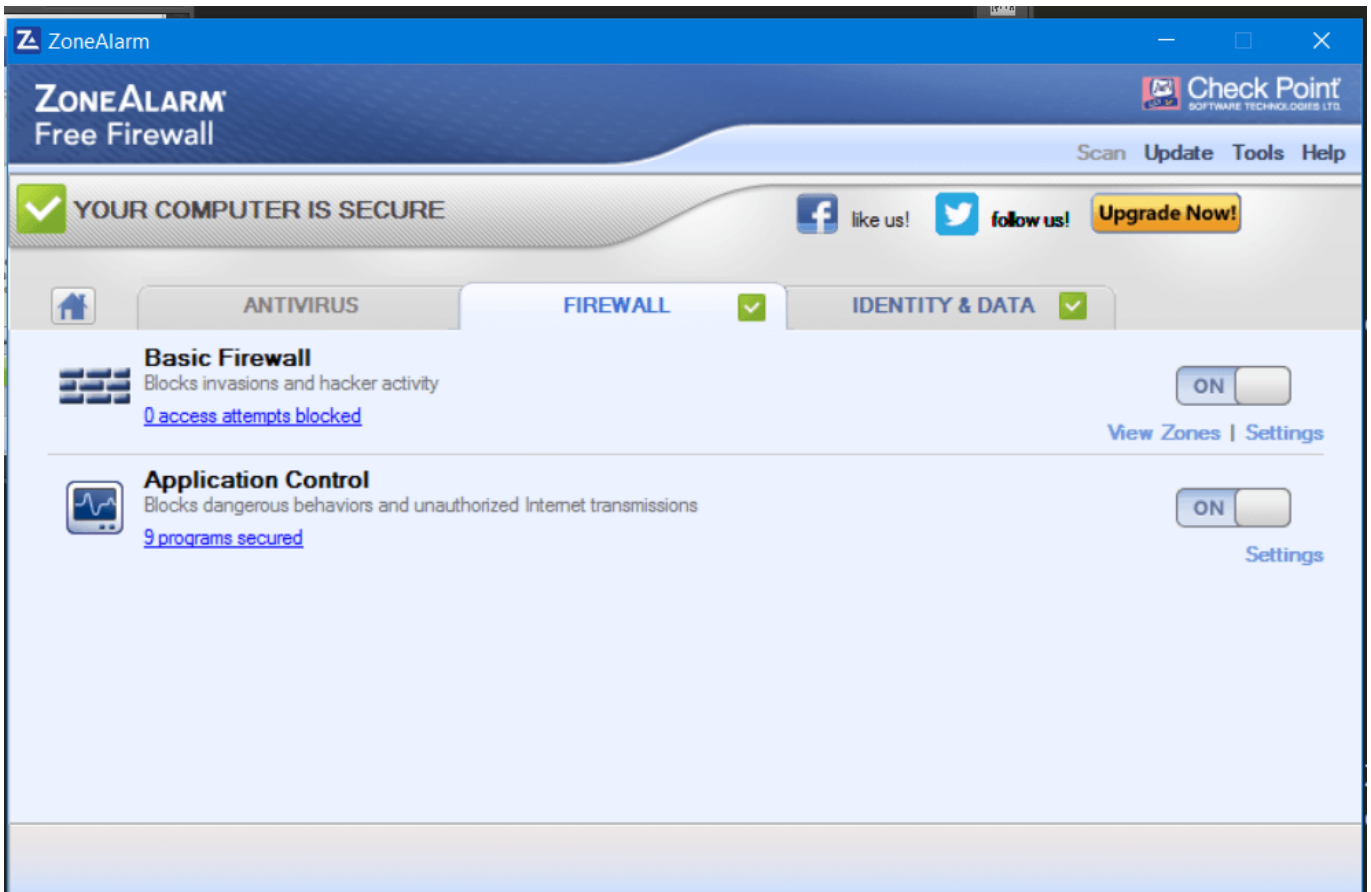 ZoneAlarm
ZONEALARM
Free Firewall
Check Point
SOFTWARE TECHNOLOGIES LTD.
Scan Update Tools Help
YOUR COMPUTER IS SECURE
like us! follow us! Upgrade Now!
ANTIVIRUS FIREWALL IDENTITY & DATA
Basic Firewall
Blocks invasions and hacker activity
0 access attempts blocked
ON
View Zones | Settings
Application Control
Blocks dangerous behaviors and unauthorized Internet transmissions
9 programs secured
ON
Settings